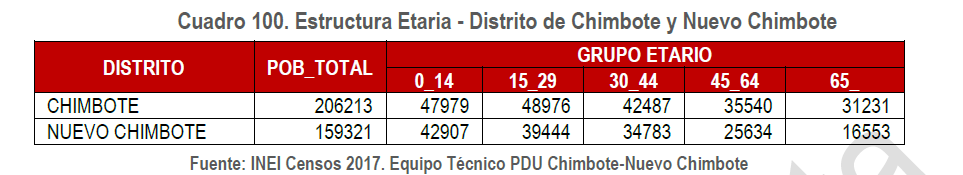 Cuadro 100. Estructura Etaria - Distrito de Chimbote y Nuevo Chimbote
DISTRITO POB_TOTAL GRUPO ETARIO
0_14 15_29 30_44 45_64 65_
CHIMBOTE 206213 47979 48976 42487 35540 31231
NUEVO CHIMBOTE 159321 42907 39444 34783 25634 16553
Fuente: INEI Censos 2017. Equipo Técnico PDU Chimbote-Nuevo Chimbote